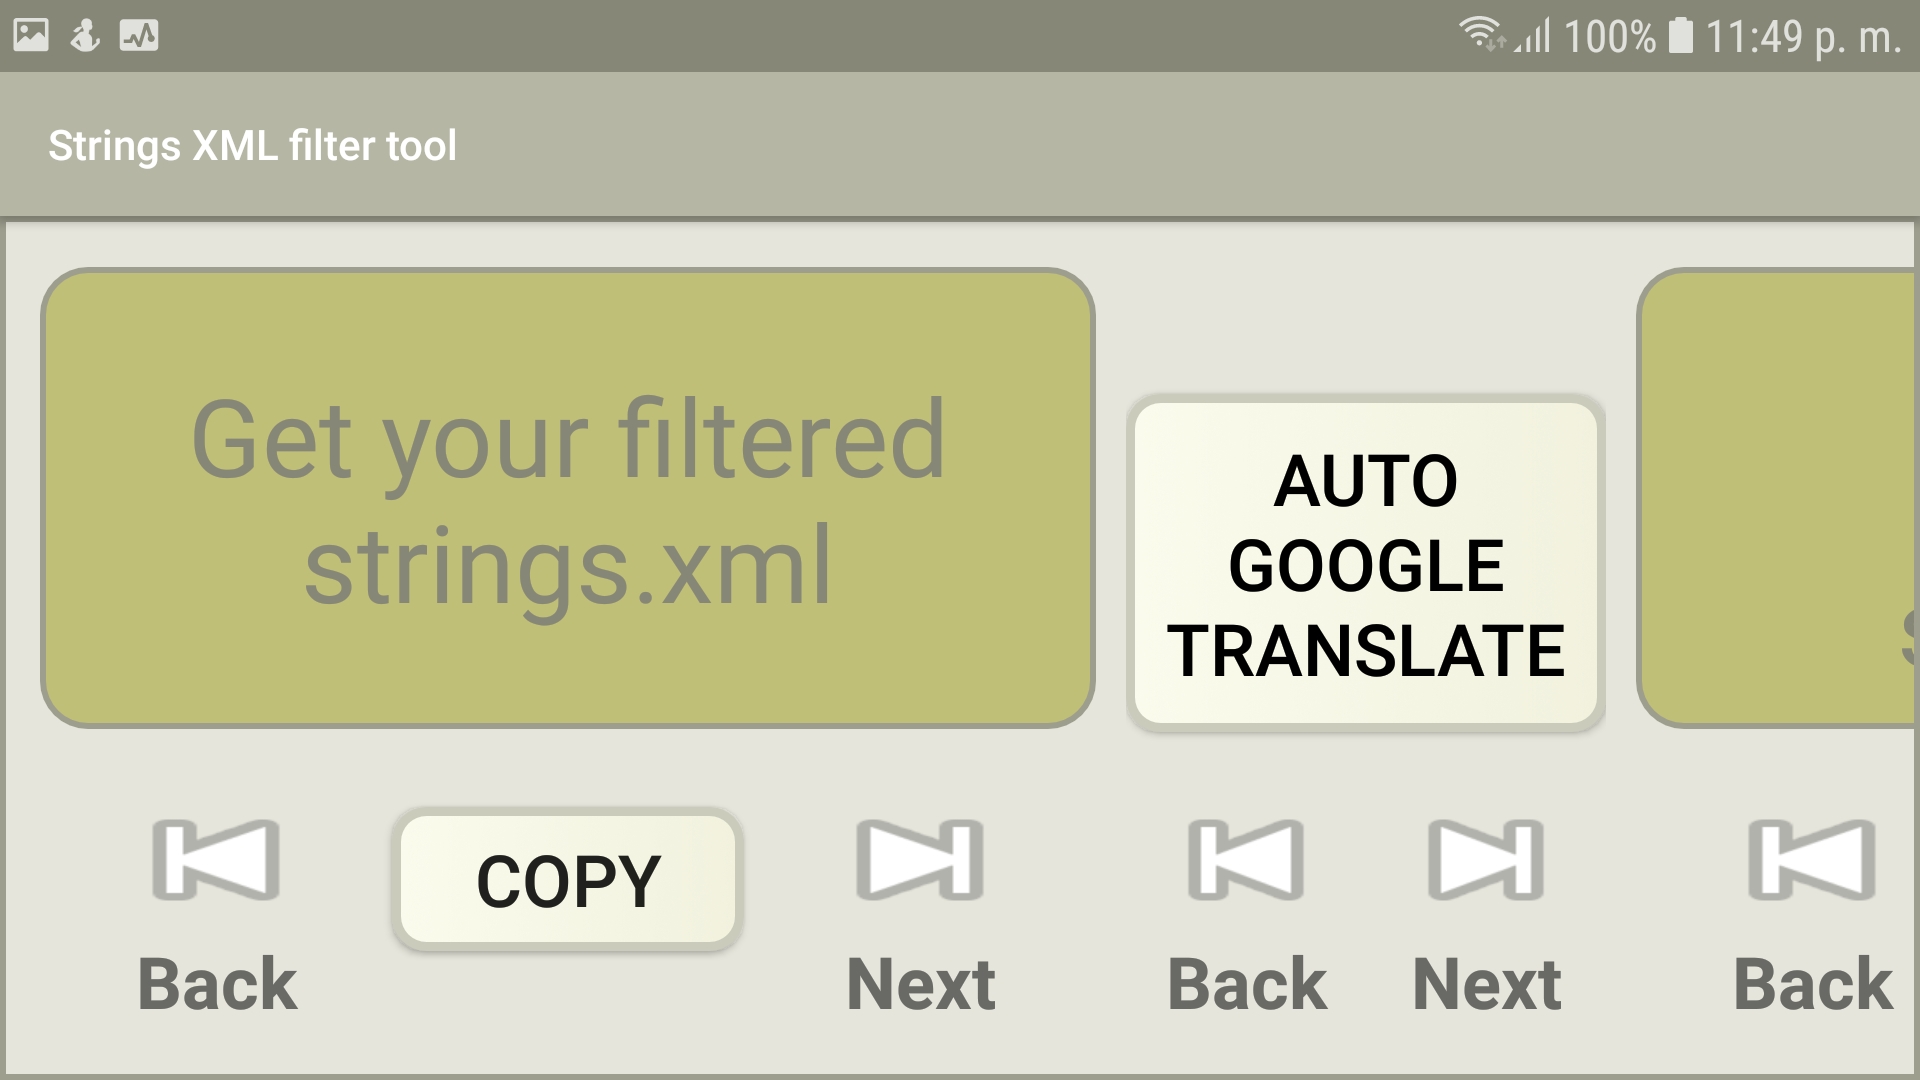 100% 11:49 p. m.
Strings XML filter tool
Get your filtered
strings.xml
AUTO
GOOGLE
TRANSLATE
COPY
Back
Next
Back
Next
Back